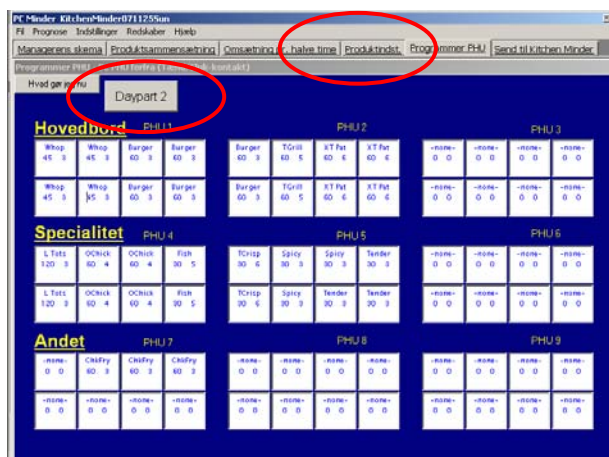 PC Minder KitchenMinder071125Sun
Fil Prognose Indstillinger Redskaber Hjælp
Managerens skema Produktsammensætning Omsætning pr. halve time Produktindst. Programmer PHU Send til Kitchen Minder
Programmer PHU
Hvad gør jeg nu
Daypart 2
Hovedbord PHU 1 PHU 2 PHU 3
Whop Whop Burger Burger Burger TGrill XT Pat XT Pat -none- -none- -none- -none-
45 3 45 3 60 3 60 3 60 3 60 5 60 6 60 6 0 0 0 0 0 0 0 0
Whop Whop Burger Burger Burger TGrill XT Pat XT Pat -none- -none- -none- -none-
45 3 45 3 60 3 60 3 60 3 60 5 60 6 60 6 0 0 0 0 0 0 0 0
Specialitet PHU 4 PHU 5 PHU 6
L Tots OChick OChick Fish TCrisp Spicy Spicy Tender -none- -none- -none- -none-
120 3 60 4 60 4 30 5 30 6 30 3 30 3 30 3 0 0 0 0 0 0 0 0
L Tots OChick OChick Fish TCrisp Spicy Tender Tender -none- -none- -none- -none-
120 3 60 4 60 4 30 5 30 6 30 3 30 3 30 3 0 0 0 0 0 0 0 0
Andet PHU 7 PHU 8 PHU 9
-none- ChkFry ChkFry ChkFry -none- -none- -none- -none- -none- -none- -none- -none-
0 0 60 3 60 3 60 3 0 0 0 0 0 0 0 0 0 0 0 0 0 0 0 0
-none- -none- -none- -none- -none- -none- -none- -none- -none- -none- -none- -none-
0 0 0 0 0 0 0 0 0 0 0 0 0 0 0 0 0 0 0 0 0 0 0 0